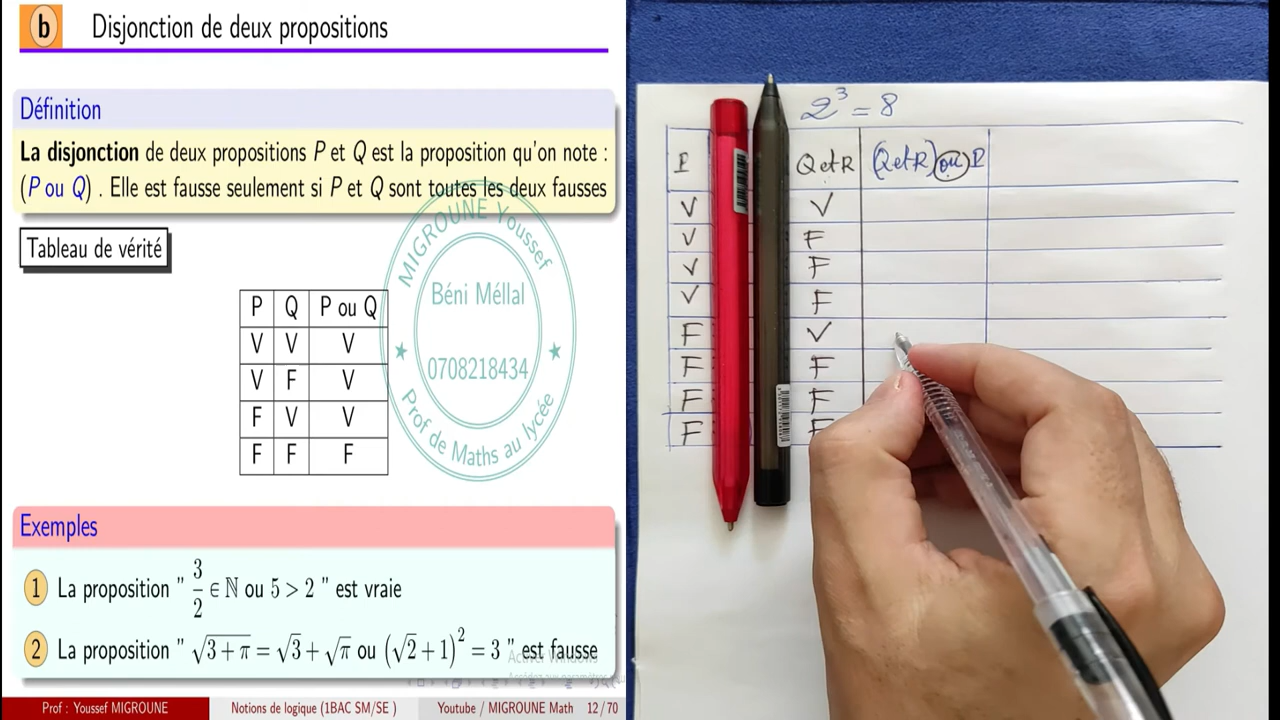 b Disjonction de deux propositions
Définition
La disjonction de deux propositions P et Q est la proposition qu'on note :
(P ou Q) . Elle est fausse seulement si P et Q sont toutes les deux fausses
Tableau de vérité
P Q P ou Q
V V V
V F V
F V V
F F F
MIGROUNE Youssef
Béni Méllal
0708218434
Prof de Maths au lycée
Exemples
1 La proposition " 3/2 ∈ ℕ ou 5 > 2 " est vraie
2 La proposition " √(3 + π) = √3 + √π ou (√2 + 1)² = 3 " est fausse
Prof : Youssef MIGROUNE Notions de logique (1BAC SM/SE ) Youtube / MIGROUNE Math 12 / 70
2³ = 8
P Q et R (Q et R) ou P
V V
V F
V F
V F
F V
F F
F F
F F